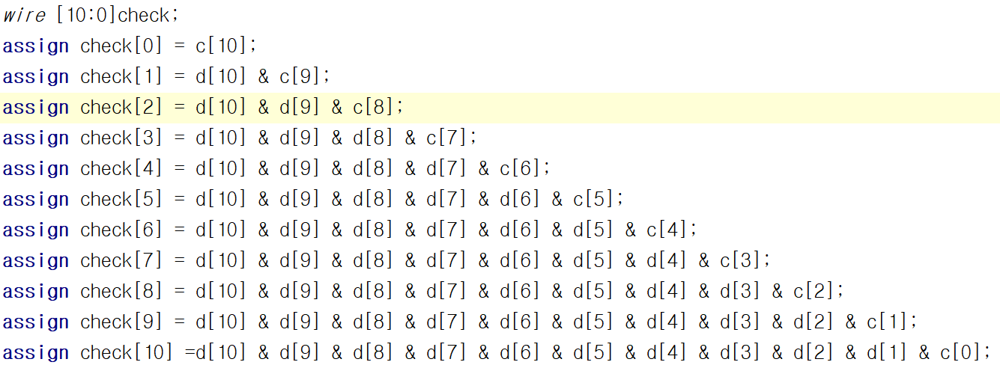 wire [10:0]check;
assign check[0] = c[10];
assign check[1] = d[10] & c[9];
assign check[2] = d[10] & d[9] & c[8];
assign check[3] = d[10] & d[9] & d[8] & c[7];
assign check[4] = d[10] & d[9] & d[8] & d[7] & c[6];
assign check[5] = d[10] & d[9] & d[8] & d[7] & d[6] & c[5];
assign check[6] = d[10] & d[9] & d[8] & d[7] & d[6] & d[5] & c[4];
assign check[7] = d[10] & d[9] & d[8] & d[7] & d[6] & d[5] & d[4] & c[3];
assign check[8] = d[10] & d[9] & d[8] & d[7] & d[6] & d[5] & d[4] & d[3] & c[2];
assign check[9] = d[10] & d[9] & d[8] & d[7] & d[6] & d[5] & d[4] & d[3] & d[2] & c[1];
assign check[10] =d[10] & d[9] & d[8] & d[7] & d[6] & d[5] & d[4] & d[3] & d[2] & d[1] & c[0];